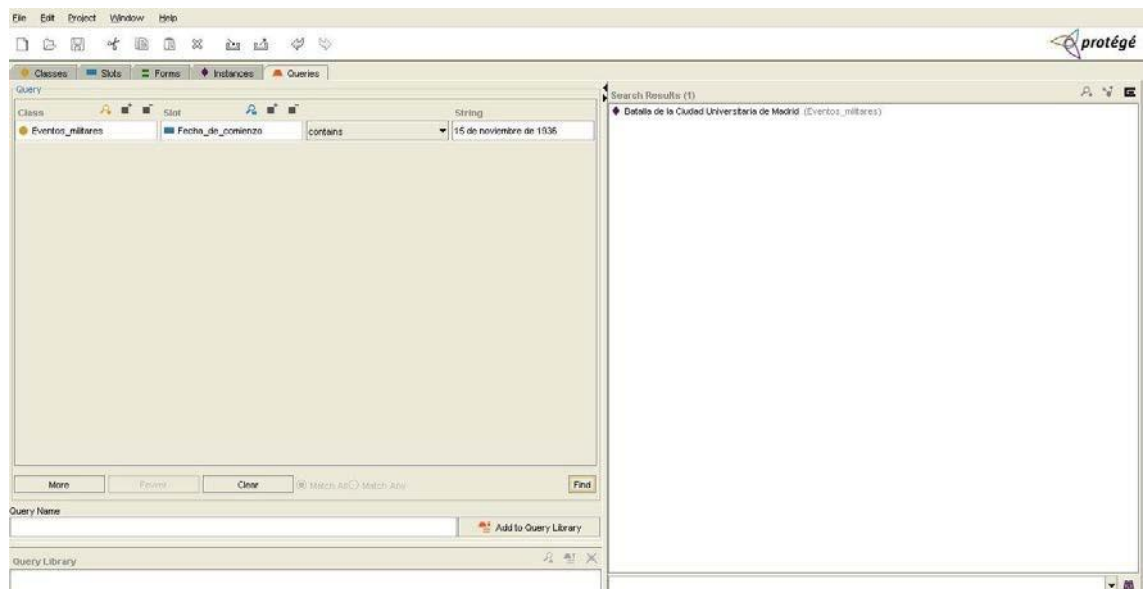 File Edit Project Window Help
protégé
Classes Slots Forms Instances Queries
Query
Class Slot String
Eventos_militares Fecha_de_comienzo contains 15 de noviembre de 1936
More Fewer Clear Match All Match Any Find
Query Name
Add to Query Library
Query Library
Search Results (1)
Batalla de la Ciudad Universitaria de Madrid (Eventos_militares)